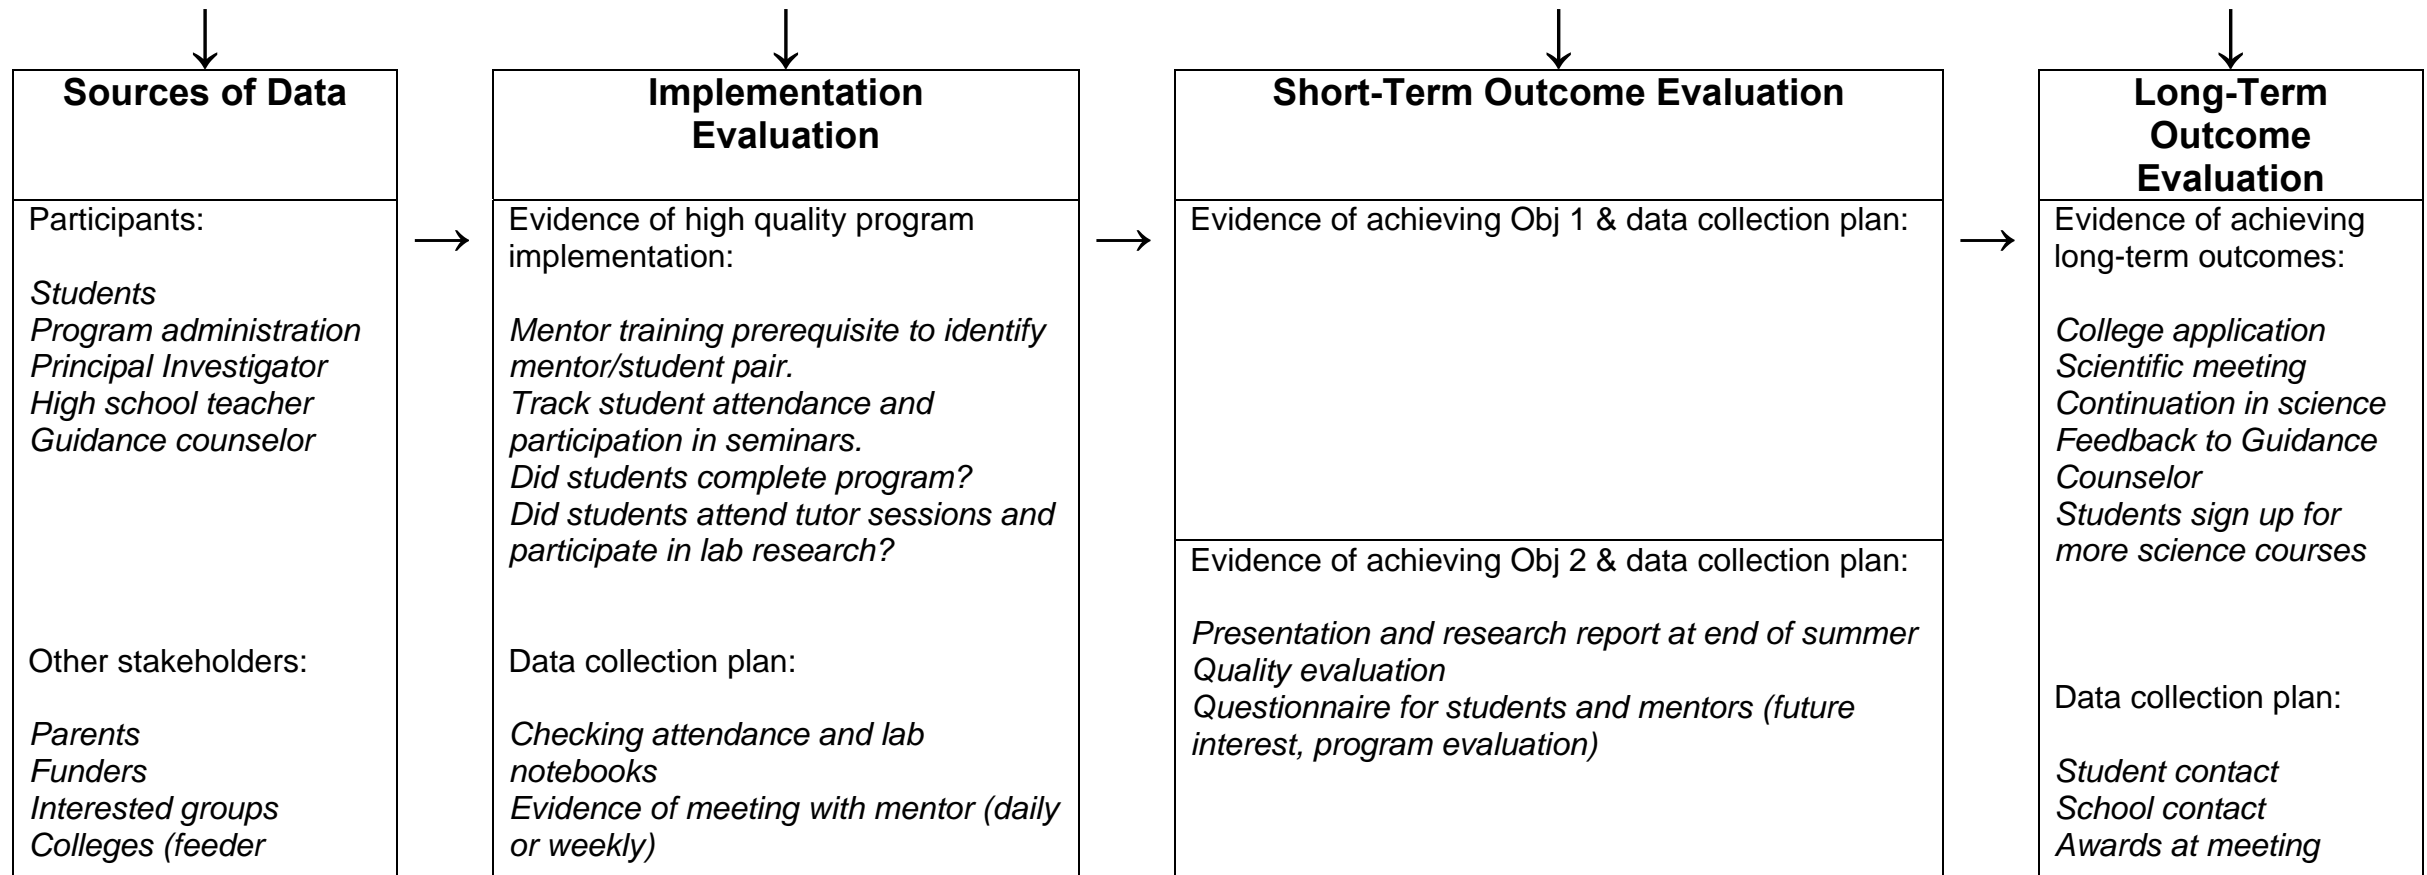 Sources of Data
Participants:
Students
Program administration
Principal Investigator
High school teacher
Guidance counselor
Other stakeholders:
Parents
Funders
Interested groups
Colleges (feeder
→
Implementation
Evaluation
Evidence of high quality program
implementation:
Mentor training prerequisite to identify
mentor/student pair.
Track student attendance and
participation in seminars.
Did students complete program?
Did students attend tutor sessions and
participate in lab research?
Data collection plan:
Checking attendance and lab
notebooks
Evidence of meeting with mentor (daily
or weekly)
→
Short-Term Outcome Evaluation
Evidence of achieving Obj 1 & data collection plan:
Evidence of achieving Obj 2 & data collection plan:
Presentation and research report at end of summer
Quality evaluation
Questionnaire for students and mentors (future
interest, program evaluation)
→
Long-Term
Outcome
Evaluation
Evidence of achieving
long-term outcomes:
College application
Scientific meeting
Continuation in science
Feedback to Guidance
Counselor
Students sign up for
more science courses
Data collection plan:
Student contact
School contact
Awards at meeting